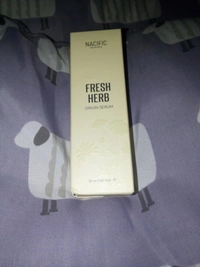 NACIFIC
FRESH
HERB
ORIGIN SERUM